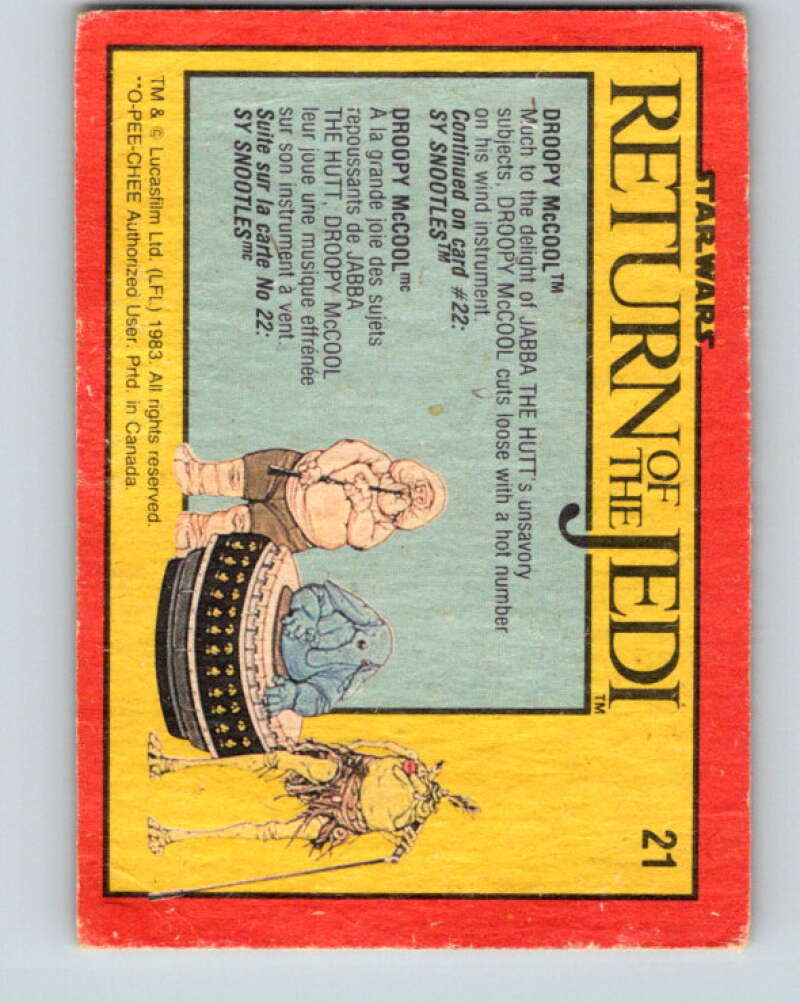 STAR WARS
RETURN OF THE JEDI™
21
DROOPY McCOOL™
Much to the delight of JABBA THE HUTT's unsavory
subjects, DROOPY McCOOL cuts loose with a hot number
on his wind instrument.
Continued on card #22:
SY SNOOTLES™
DROOPY McCOOLmc
À la grande joie des sujets
repoussants de JABBA
THE HUTT, DROOPY McCOOL
leur joue une musique effrénée
sur son instrument à vent.
Suite sur la carte No 22:
SY SNOOTLESmc
TM & © Lucasfilm Ltd. (LFL) 1983. All rights reserved.
**O-PEE-CHEE Authorized User. Prtd. in Canada.